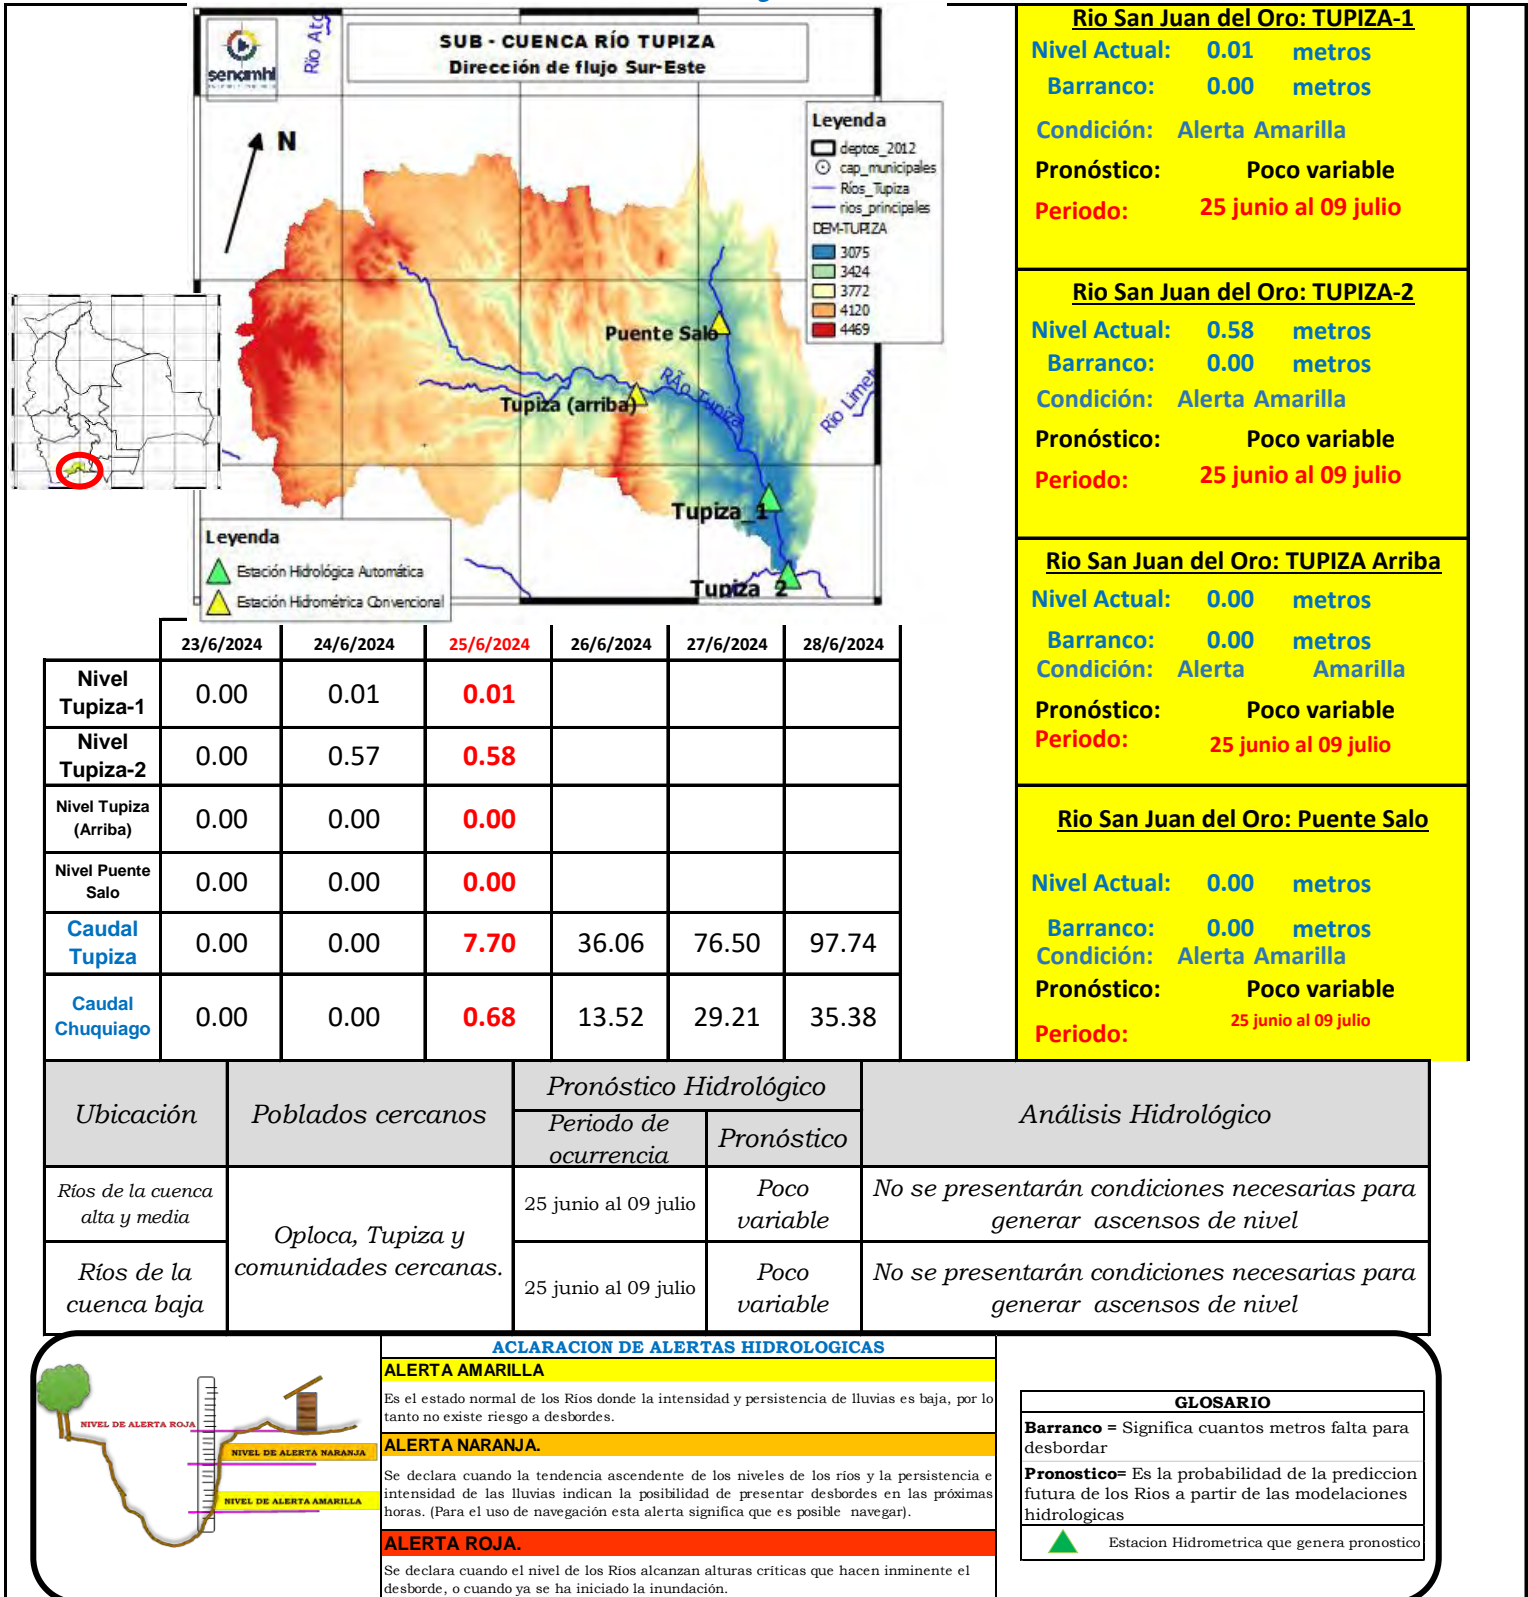 SUB - CUENCA RÍO TUPIZA
Dirección de flujo Sur-Este
senamhi
Río Ato
N
Leyenda
deptos_2012
cap_municipales
Ríos_Tupiza
rios_principales
DEM-TUPIZA
3075
3424
3772
4120
4469
Puente Salo
Tupiza (arriba)
RÃo Tupiza
Rio Limet
Tupiza_1
Tupiza_2
Leyenda
Estación Hidrológica Automática
Estación Hidrométrica Convencional
Rio San Juan del Oro: TUPIZA-1
Nivel Actual: 0.01 metros
Barranco: 0.00 metros
Condición: Alerta Amarilla
Pronóstico: Poco variable
Periodo: 25 junio al 09 julio
Rio San Juan del Oro: TUPIZA-2
Nivel Actual: 0.58 metros
Barranco: 0.00 metros
Condición: Alerta Amarilla
Pronóstico: Poco variable
Periodo: 25 junio al 09 julio
Rio San Juan del Oro: TUPIZA Arriba
Nivel Actual: 0.00 metros
Barranco: 0.00 metros
Condición: Alerta Amarilla
Pronóstico: Poco variable
Periodo: 25 junio al 09 julio
Rio San Juan del Oro: Puente Salo
Nivel Actual: 0.00 metros
Barranco: 0.00 metros
Condición: Alerta Amarilla
Pronóstico: Poco variable
Periodo: 25 junio al 09 julio
23/6/2024 24/6/2024 25/6/2024 26/6/2024 27/6/2024 28/6/2024
Nivel
Tupiza-1 0.00 0.01 0.01
Nivel
Tupiza-2 0.00 0.57 0.58
Nivel Tupiza
(Arriba) 0.00 0.00 0.00
Nivel Puente
Salo 0.00 0.00 0.00
Caudal
Tupiza 0.00 0.00 7.70 36.06 76.50 97.74
Caudal
Chuquiago 0.00 0.00 0.68 13.52 29.21 35.38
Ubicación Poblados cercanos Pronóstico Hidrológico Análisis Hidrológico
Periodo de
ocurrencia Pronóstico
Ríos de la cuenca
alta y media
Oploca, Tupiza y
comunidades cercanas.
25 junio al 09 julio
Poco
variable
No se presentarán condiciones necesarias para
generar ascensos de nivel
Ríos de la
cuenca baja
25 junio al 09 julio
Poco
variable
No se presentarán condiciones necesarias para
generar ascensos de nivel
NIVEL DE ALERTA ROJA
NIVEL DE ALERTA NARANJA
NIVEL DE ALERTA AMARILLA
ACLARACION DE ALERTAS HIDROLOGICAS
ALERTA AMARILLA
Es el estado normal de los Ríos donde la intensidad y persistencia de lluvias es baja, por lo
tanto no existe riesgo a desbordes.
ALERTA NARANJA.
Se declara cuando la tendencia ascendente de los niveles de los ríos y la persistencia e
intensidad de las lluvias indican la posibilidad de presentar desbordes en las próximas
horas. (Para el uso de navegación esta alerta significa que es posible navegar).
ALERTA ROJA.
Se declara cuando el nivel de los Ríos alcanzan alturas críticas que hacen inminente el
desborde, o cuando ya se ha iniciado la inundación.
GLOSARIO
Barranco = Significa cuantos metros falta para
desbordar
Pronostico= Es la probabilidad de la prediccion
futura de los Rios a partir de las modelaciones
hidrologicas
Estacion Hidrometrica que genera pronostico